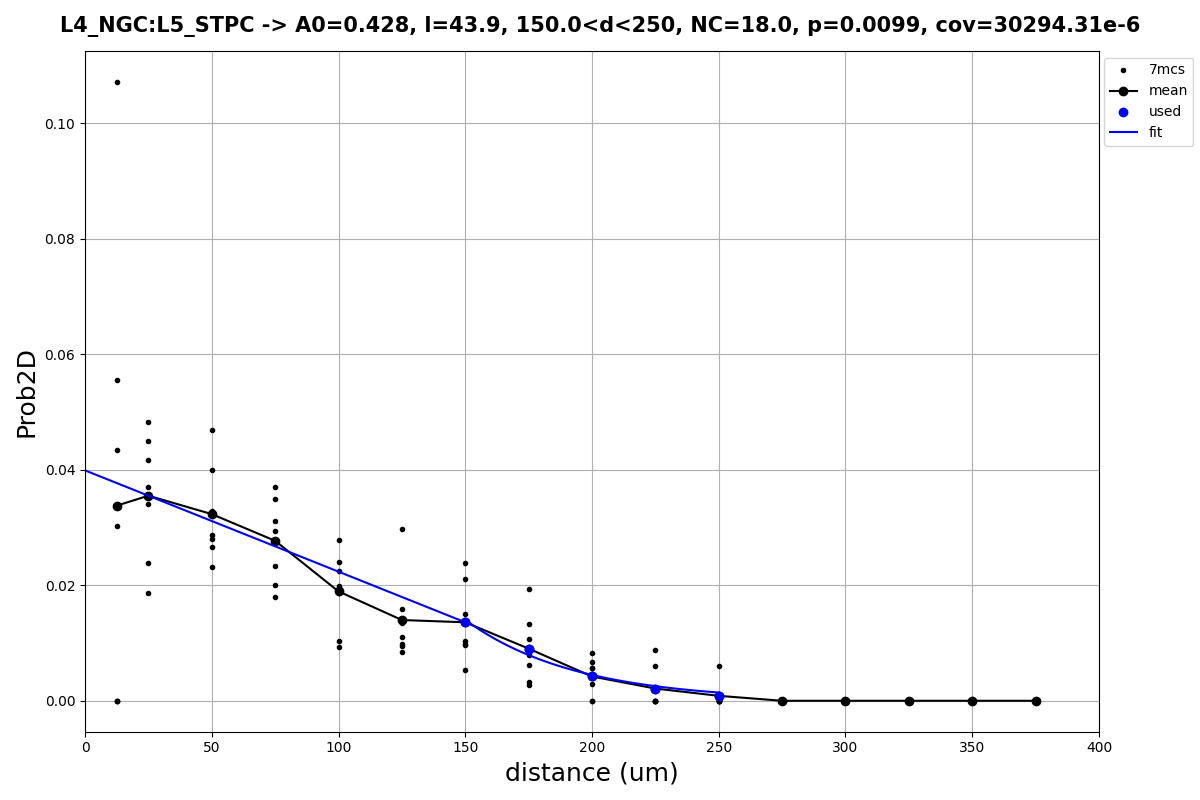 L4_NGC:L5_STPC -> A0=0.428, l=43.9, 150.0<d<250, NC=18.0, p=0.0099, cov=30294.31e-6
7mcs
mean
used
fit
Prob2D
0.10
0.08
0.06
0.04
0.02
0.00
0 50 100 150 200 250 300 350 400
distance (um)